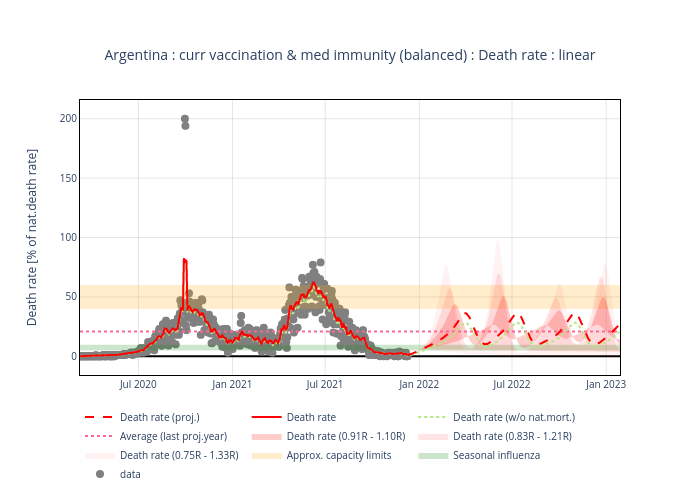 Argentina : curr vaccination & med immunity (balanced) : Death rate : linear
Death rate [% of nat.death rate]
200
150
100
50
0
Jul 2020 Jan 2021 Jul 2021 Jan 2022 Jul 2022 Jan 2023
Death rate (proj.) Death rate Death rate (w/o nat.mort.)
Average (last proj.year) Death rate (0.91R - 1.10R) Death rate (0.83R - 1.21R)
Death rate (0.75R - 1.33R) Approx. capacity limits Seasonal influenza
data